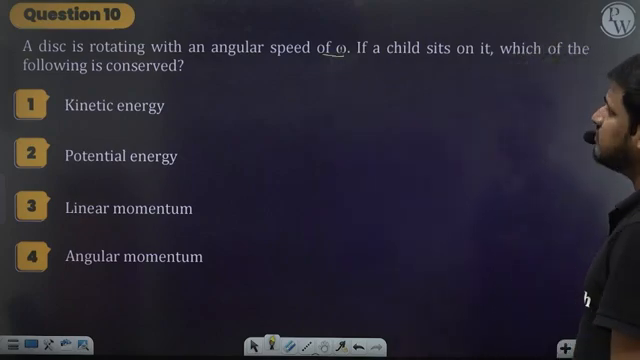 Question 10
PW
A disc is rotating with an angular speed of ω. If a child sits on it, which of the
following is conserved?
1 Kinetic energy
2 Potential energy
3 Linear momentum
4 Angular momentum
h